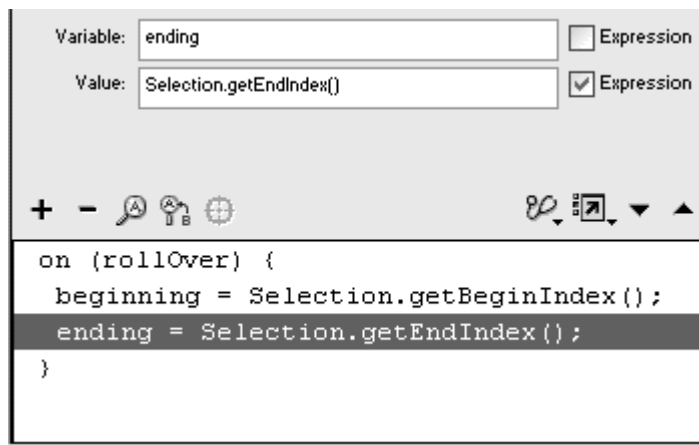 Variable: ending Expression
Value: Selection.getEndIndex() Expression
on (rollOver) {
beginning = Selection.getBeginIndex();
ending = Selection.getEndIndex();
}